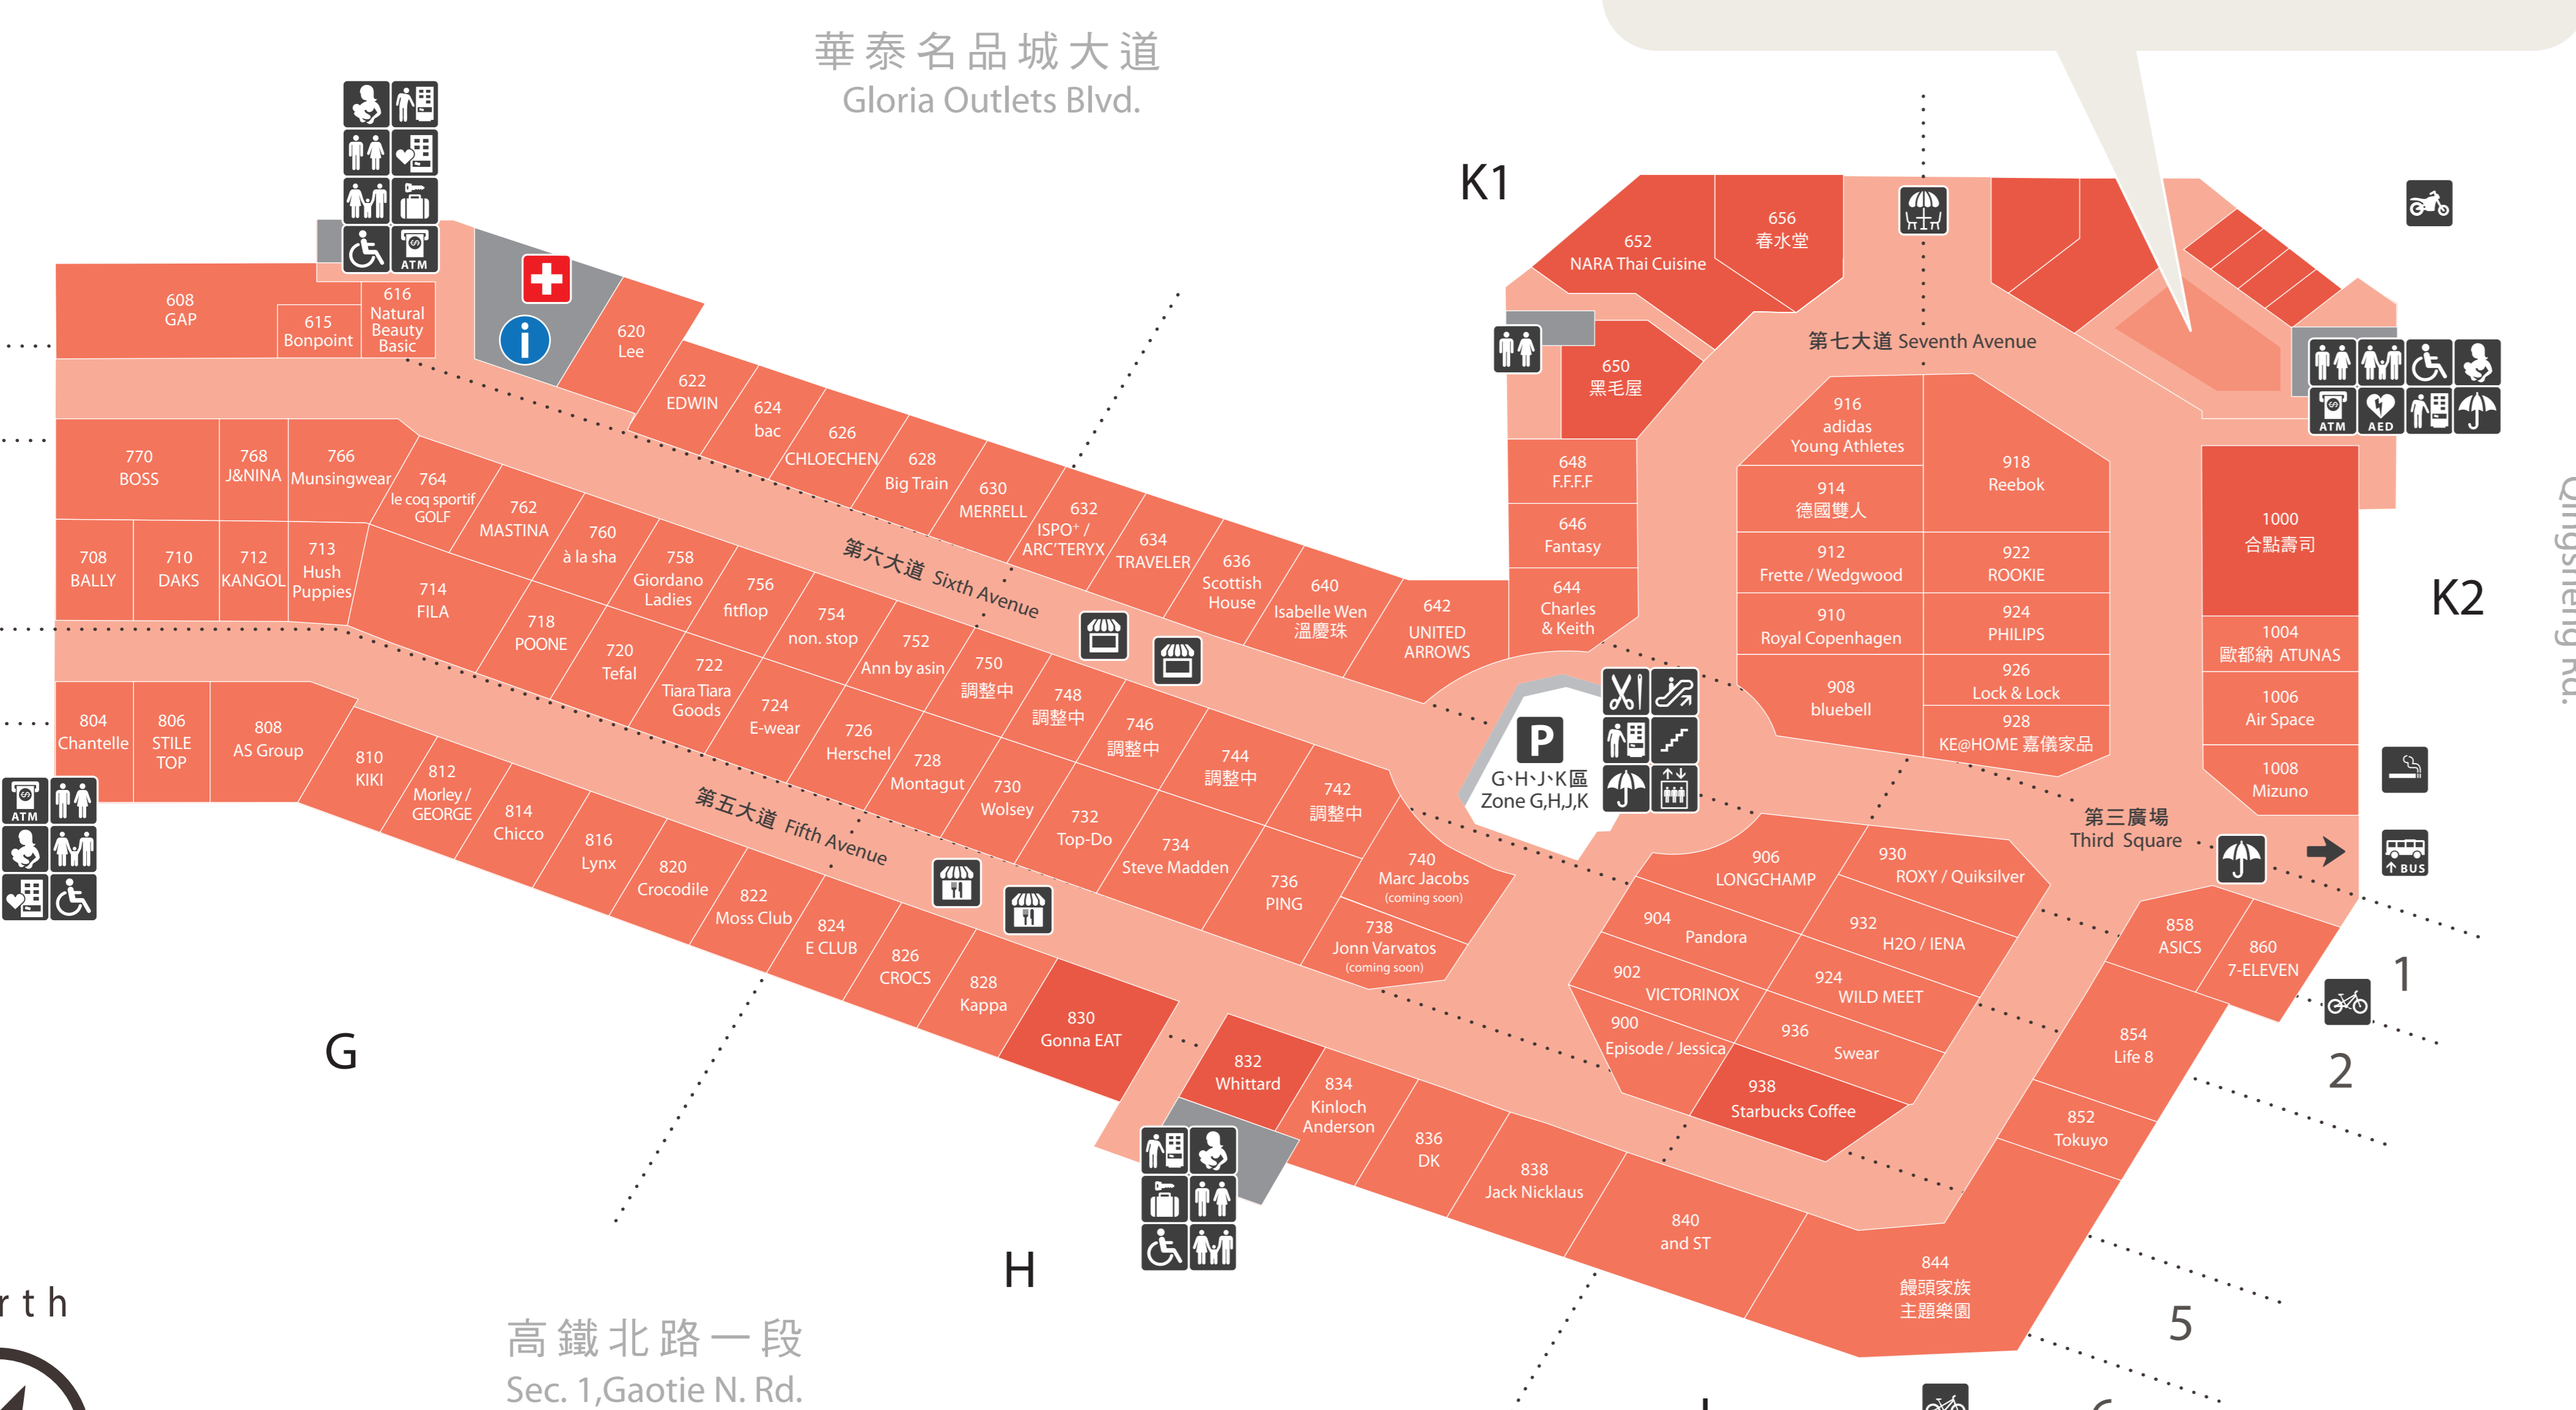 華泰名品城大道
Gloria Outlets Blvd.
K1
652
NARA Thai Cuisine
656
春水堂
650
黑毛屋
第七大道 Seventh Avenue
ATM
608
GAP
615
Bonpoint
616
Natural
Beauty
Basic
i
620
Lee
622
EDWIN
624
bac
626
CHLOECHEN
628
Big Train
630
MERRELL
632
ISPO⁺ /
ARC'TERYX
634
TRAVELER
636
Scottish
House
640
Isabelle Wen
溫慶珠
642
UNITED
ARROWS
644
Charles
& Keith
646
Fantasy
648
F.F.F.F
770
BOSS
768
J&NINA
766
Munsingwear
764
le coq sportif
GOLF
762
MASTINA
760
à la sha
758
Giordano
Ladies
756
fitflop
754
non. stop
752
Ann by asin
750
調整中
748
調整中
746
調整中
744
調整中
742
調整中
740
Marc Jacobs
(coming soon)
738
Jonn Varvatos
(coming soon)
第六大道 Sixth Avenue
708
BALLY
710
DAKS
712
KANGOL
713
Hush
Puppies
714
FILA
718
POONE
720
Tefal
722
Tiara Tiara
Goods
724
E-wear
726
Herschel
728
Montagut
730
Wolsey
732
Top-Do
734
Steve Madden
736
PING
第五大道 Fifth Avenue
804
Chantelle
806
STILE
TOP
808
AS Group
810
KIKI
812
Morley /
GEORGE
814
Chicco
816
Lynx
820
Crocodile
822
Moss Club
824
E CLUB
826
CROCS
828
Kappa
830
Gonna EAT
832
Whittard
834
Kinloch
Anderson
836
DK
838
Jack Nicklaus
840
and ST
844
饅頭家族
主題樂園
852
Tokuyo
854
Life 8
858
ASICS
860
7-ELEVEN
ATM
P
G、H、J、K區
Zone G,H,J,K
916
adidas
Young Athletes
914
德國雙人
912
Frette / Wedgwood
910
Royal Copenhagen
908
bluebell
918
Reebok
922
ROOKIE
924
PHILIPS
926
Lock & Lock
928
KE@HOME 嘉儀家品
906
LONGCHAMP
904
Pandora
902
VICTORINOX
900
Episode / Jessica
930
ROXY / Quiksilver
932
H2O / IENA
924
WILD MEET
936
Swear
938
Starbucks Coffee
第三廣場
Third Square
1000
合點壽司
1004
歐都納 ATUNAS
1006
Air Space
1008
Mizuno
ATM
AED
BUS
K2
Qingsheng Rd.
G
H
1
2
5
高鐵北路一段
Sec. 1,Gaotie N. Rd.
rth